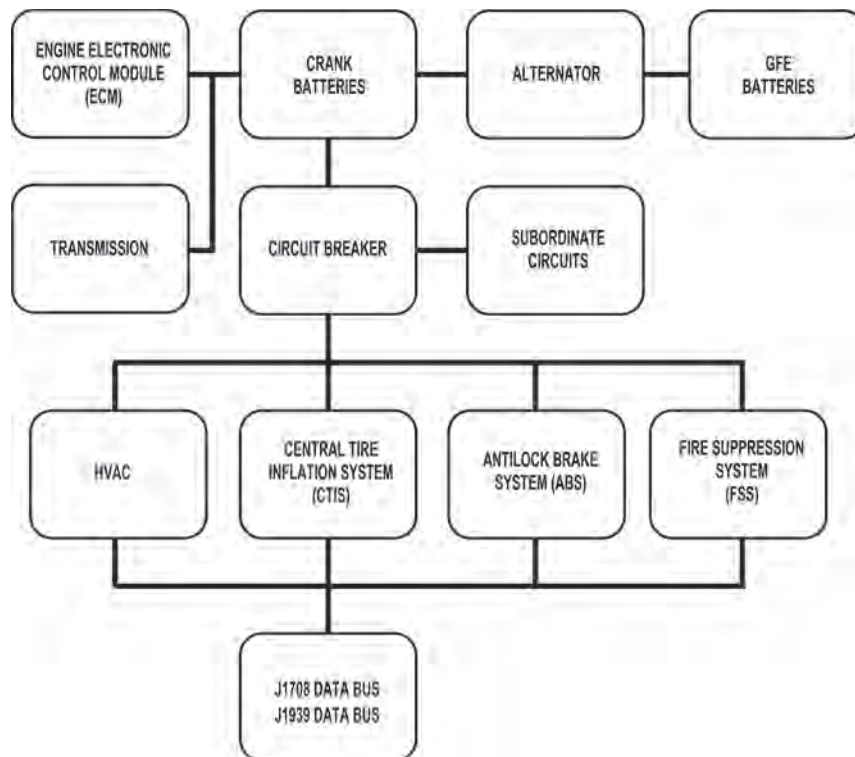 ENGINE ELECTRONIC
CONTROL MODULE
(ECM)
CRANK
BATTERIES
ALTERNATOR
GFE
BATTERIES
TRANSMISSION
CIRCUIT BREAKER
SUBORDINATE
CIRCUITS
HVAC
CENTRAL TIRE
INFLATION SYSTEM
(CTIS)
ANTILOCK BRAKE
SYSTEM (ABS)
FIRE SUPPRESSION
SYSTEM
(FSS)
J1708 DATA BUS
J1939 DATA BUS